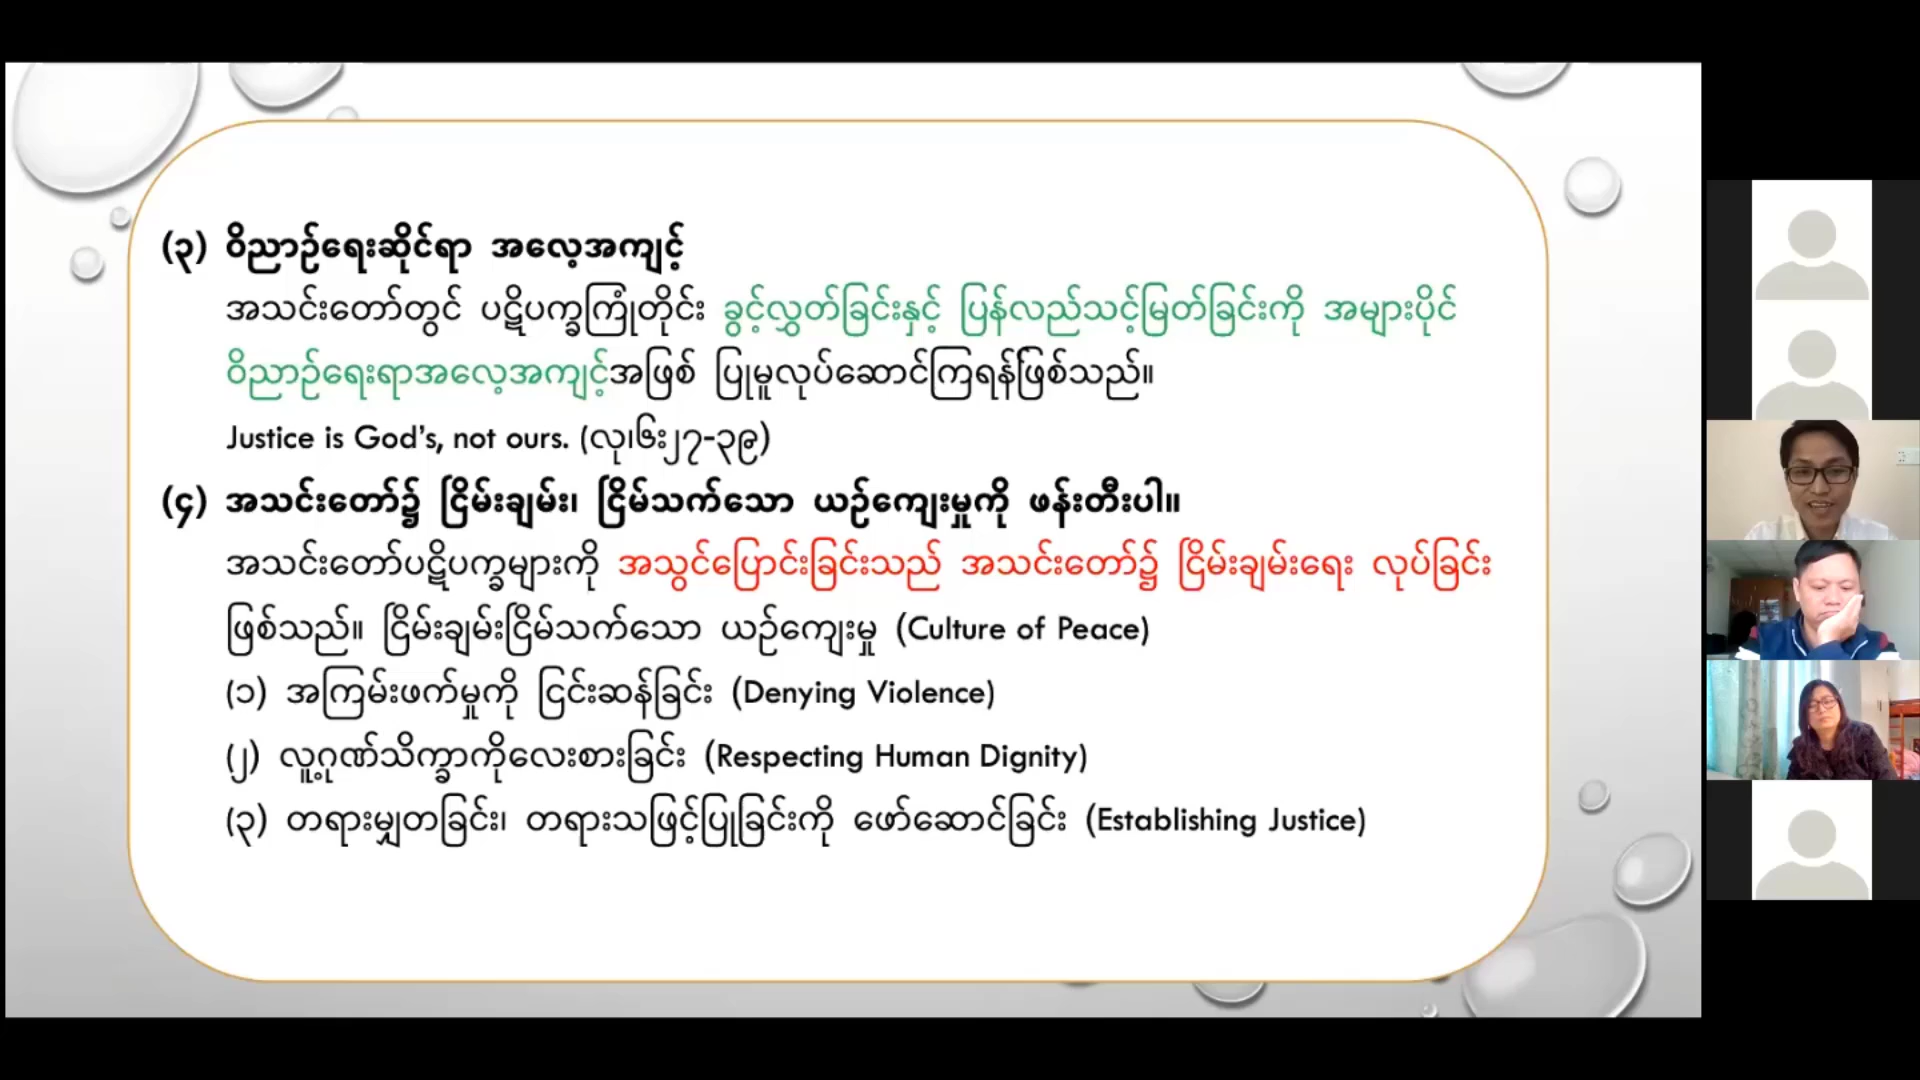 (၃) ဝိညာဉ်ရေးဆိုင်ရာ အလေ့အကျင့်
အသင်းတော်တွင် ပဋိပက္ခကြုံတိုင်း ခွင့်လွှတ်ခြင်းနှင့် ပြန်လည်သင့်မြတ်ခြင်းကို အများပိုင်
ဝိညာဉ်ရေးရာအလေ့အကျင့်အဖြစ် ပြုမူလုပ်ဆောင်ကြရန်ဖြစ်သည်။
Justice is God’s, not ours. (လု၊၆း၂၇-၃၉)
(၄) အသင်းတော်၌ ငြိမ်းချမ်း၊ ငြိမ်သက်သော ယဉ်ကျေးမှုကို ဖန်းတီးပါ။
အသင်းတော်ပဋိပက္ခများကို အသွင်ပြောင်းခြင်းသည် အသင်းတော်၌ ငြိမ်းချမ်းရေး လုပ်ခြင်း
ဖြစ်သည်။ ငြိမ်းချမ်းငြိမ်သက်သော ယဉ်ကျေးမှု (Culture of Peace)
(၁) အကြမ်းဖက်မှုကို ငြင်းဆန်ခြင်း (Denying Violence)
(၂) လူ့ဂုဏ်သိက္ခာကိုလေးစားခြင်း (Respecting Human Dignity)
(၃) တရားမျှတခြင်း၊ တရားသဖြင့်ပြုခြင်းကို ဖော်ဆောင်ခြင်း (Establishing Justice)